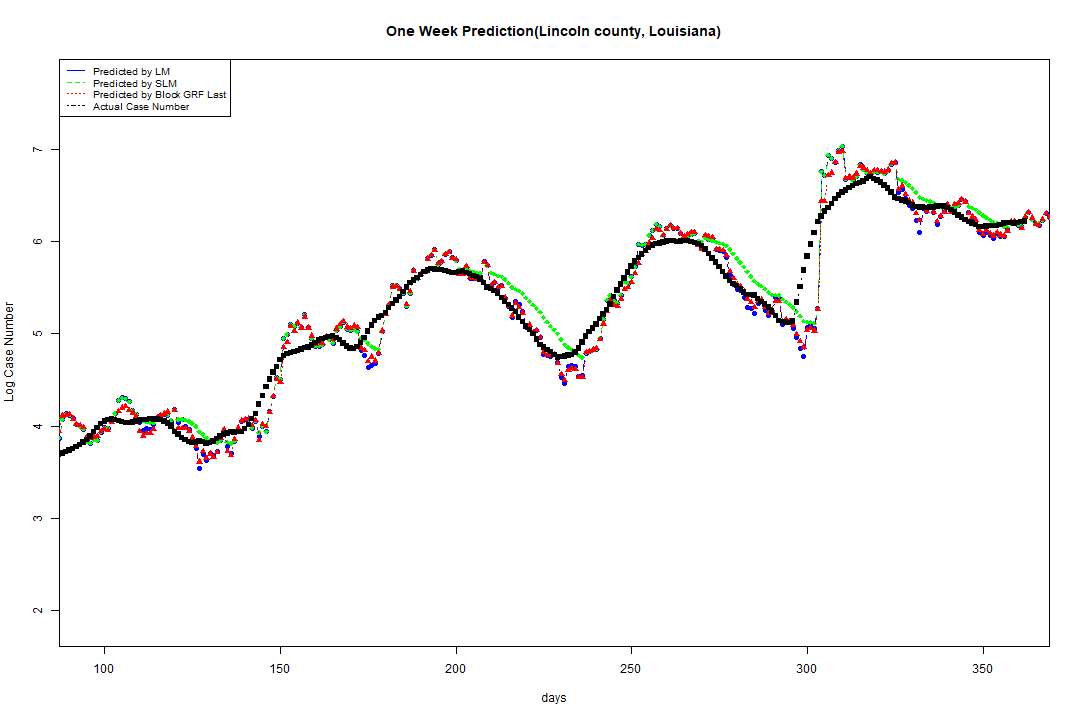 One Week Prediction(Lincoln county, Louisiana)
Predicted by LM
Predicted by SLM
Predicted by Block GRF Last
Actual Case Number
Log Case Number
7
6
5
4
3
2
100 150 200 250 300 350
days